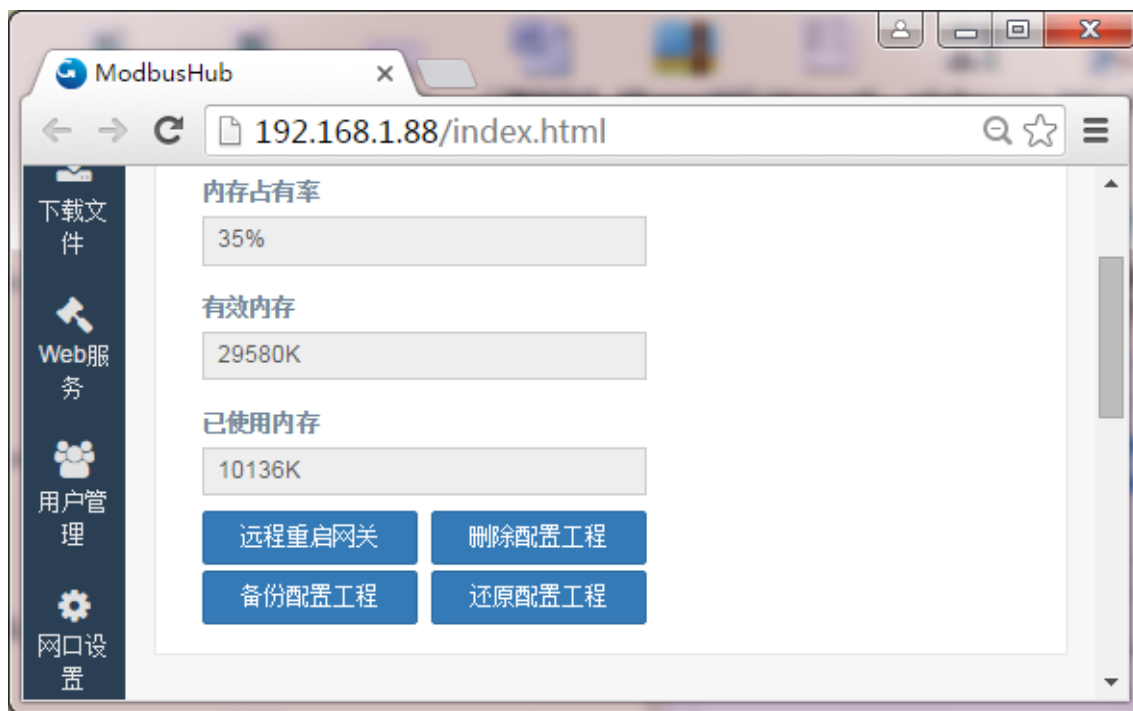 ModbusHub
192.168.1.88/index.html
下载文
件
Web服
务
用户管
理
网口设
置
内存占有率
35%
有效内存
29580K
已使用内存
10136K
远程重启网关 删除配置工程
备份配置工程 还原配置工程